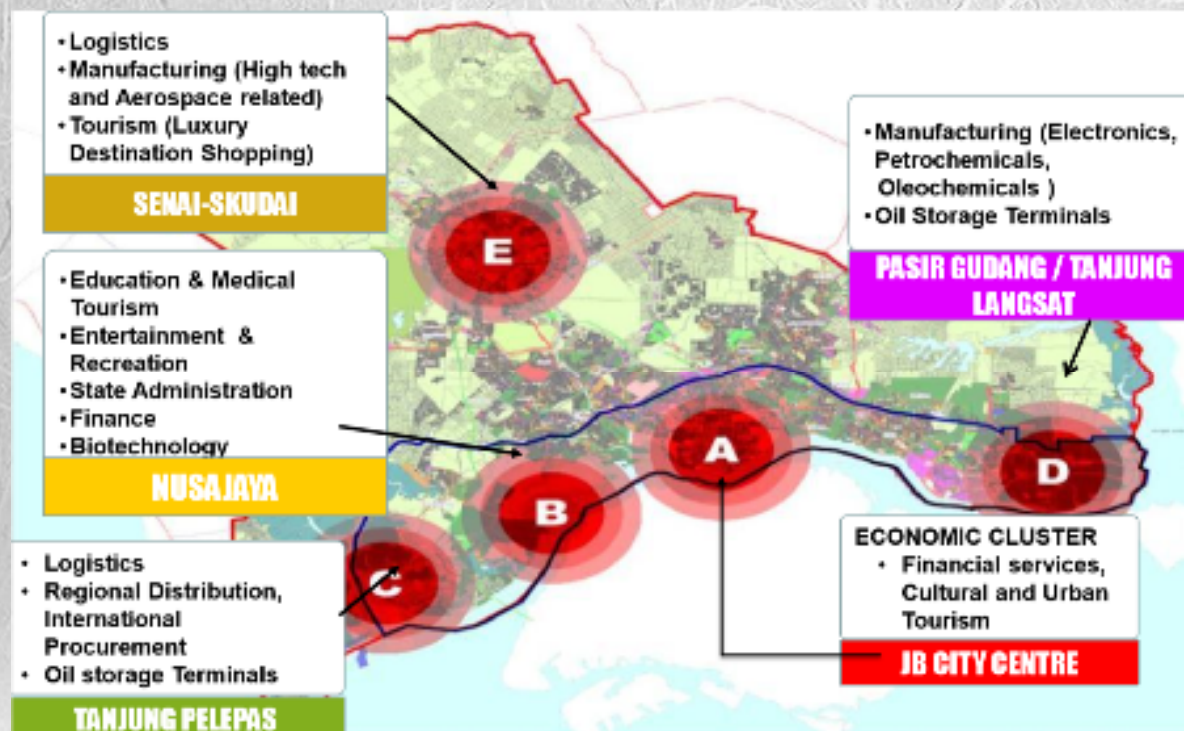 • Logistics
• Manufacturing (High tech
and Aerospace related)
• Tourism (Luxury
Destination Shopping)
SENAI-SKUDAI
• Education & Medical
Tourism
• Entertainment &
Recreation
• State Administration
• Finance
• Biotechnology
NUSAJAYA
• Logistics
• Regional Distribution,
International
Procurement
• Oil storage Terminals
TANJUNG PELEPAS
• Manufacturing (Electronics,
Petrochemicals,
Oleochemicals )
• Oil Storage Terminals
PASIR GUDANG / TANJUNG
LANGSAT
ECONOMIC CLUSTER
• Financial services,
Cultural and Urban
Tourism
JB CITY CENTRE
E
A
B
C
D